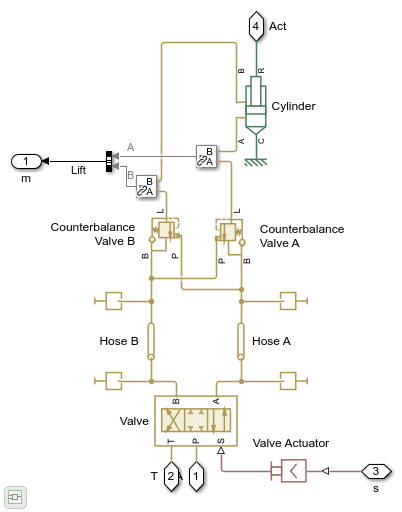 4 Act
B R
Cylinder
A C
A B
A
1
m
Lift
B B
A
L L
Counterbalance
Valve B
Counterbalance
Valve A
B P P B
Hose B Hose A
B A
Valve
T P S
Valve Actuator
T 2 A 1
3
s